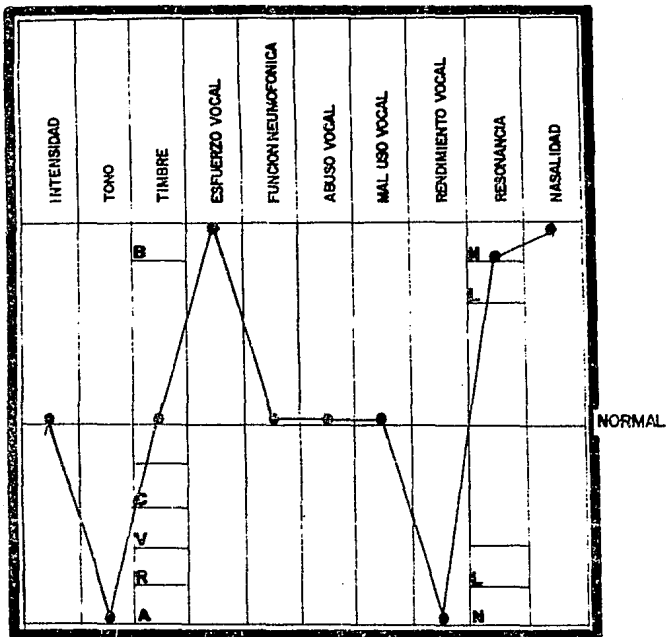 INTENSIDAD
TONO
TIMBRE
ESFUERZO VOCAL
FUNCION NEUMOFONICA
ABUSO VOCAL
MAL USO VOCAL
RENDIMIENTO VOCAL
RESONANCIA
NASALIDAD
B
N
L
NORMAL
C
V
R
L
A
N